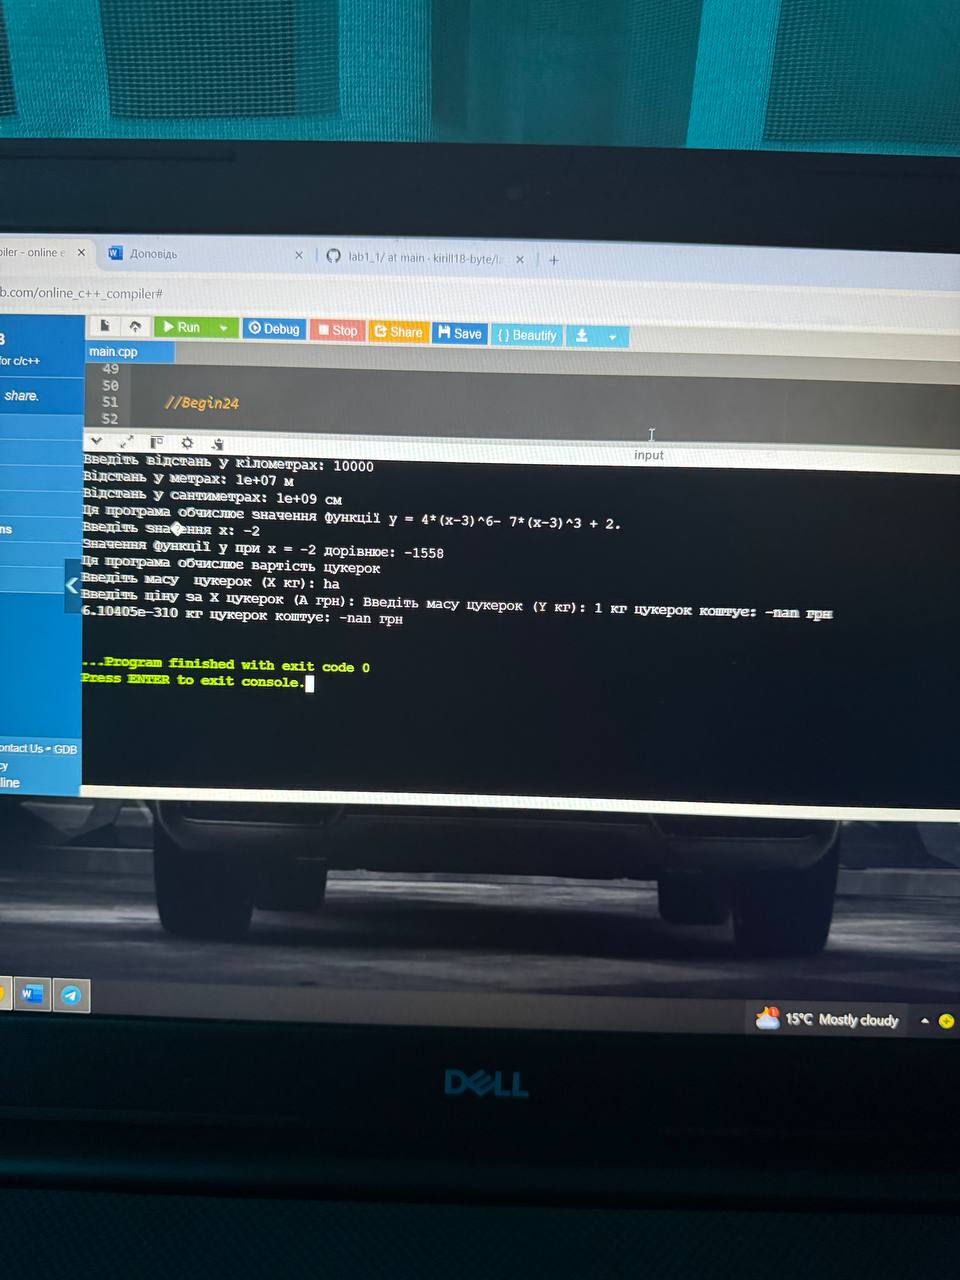 piler - online e
Доповідь
lab1_1/ at main · kirill18-byte/l
b.com/online_c++_compiler#
for c/c++
share.
ns
ontact Us • GDB
cy
line
Run
Debug
Stop
Share
Save
{ } Beautify
main.cpp
49
50
51 //Begin24
52
input
Введіть відстань у кілометрах: 10000
Відстань у метрах: 1e+07 м
Відстань у сантиметрах: 1e+09 см
Ця програма обчислює значення функції y = 4*(x-3)^6- 7*(x-3)^3 + 2.
Введіть зна�ення x: -2
Значення функції y при x = -2 дорівнює: -1558
Ця програма обчислює вартість цукерок
Введіть масу  цукерок (X кг): ha
Введіть ціну за X цукерок (A грн): Введіть масу цукерок (Y кг): 1 кг цукерок коштує: -nan грн
6.10405e-310 кг цукерок коштує: -nan грн
...Program finished with exit code 0
Press ENTER to exit console.
15°C Mostly cloudy
DELL